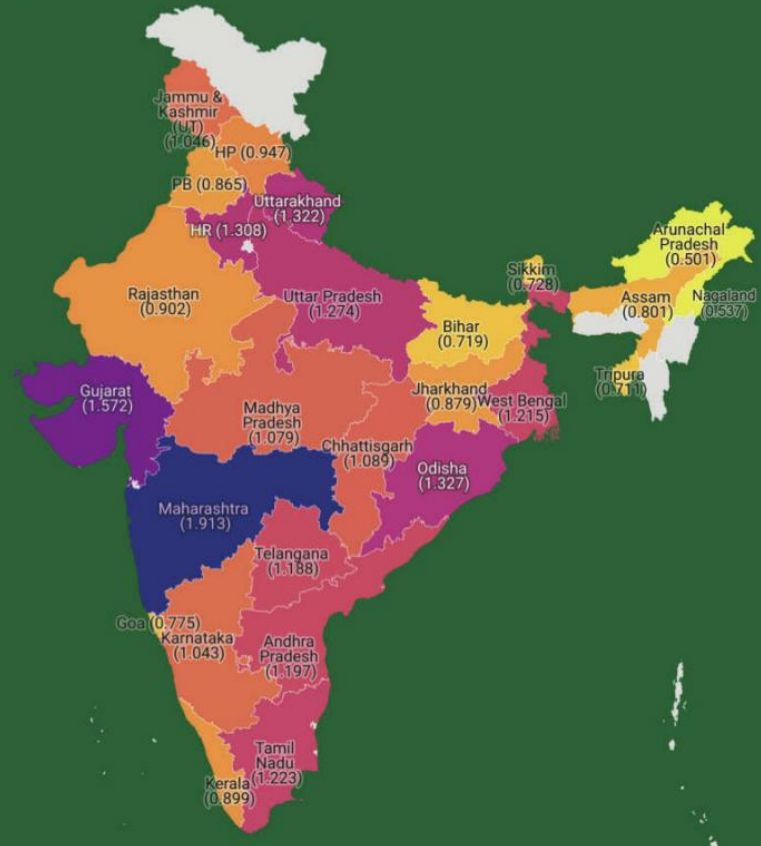 Jammu &
Kashmir
(UT)
(1.046)
HP (0.947)
PB (0.865)
Uttarakhand
(1.322)
HR (1.308)
Arunachal
Pradesh
(0.501)
Sikkim
(0.728)
Rajasthan
(0.902)
Uttar Pradesh
(1.274)
Assam
(0.801)
Nagaland
(0.537)
Bihar
(0.719)
Tripura
(0.711)
Gujarat
(1.572)
Jharkhand
(0.879)
West Bengal
(1.215)
Madhya
Pradesh
(1.079)
Chhattisgarh
(1.089)
Odisha
(1.327)
Maharashtra
(1.913)
Telangana
(1.188)
Goa (0.775)
Karnataka
(1.043)
Andhra
Pradesh
(1.197)
Tamil
Nadu
(1.223)
Kerala
(0.899)